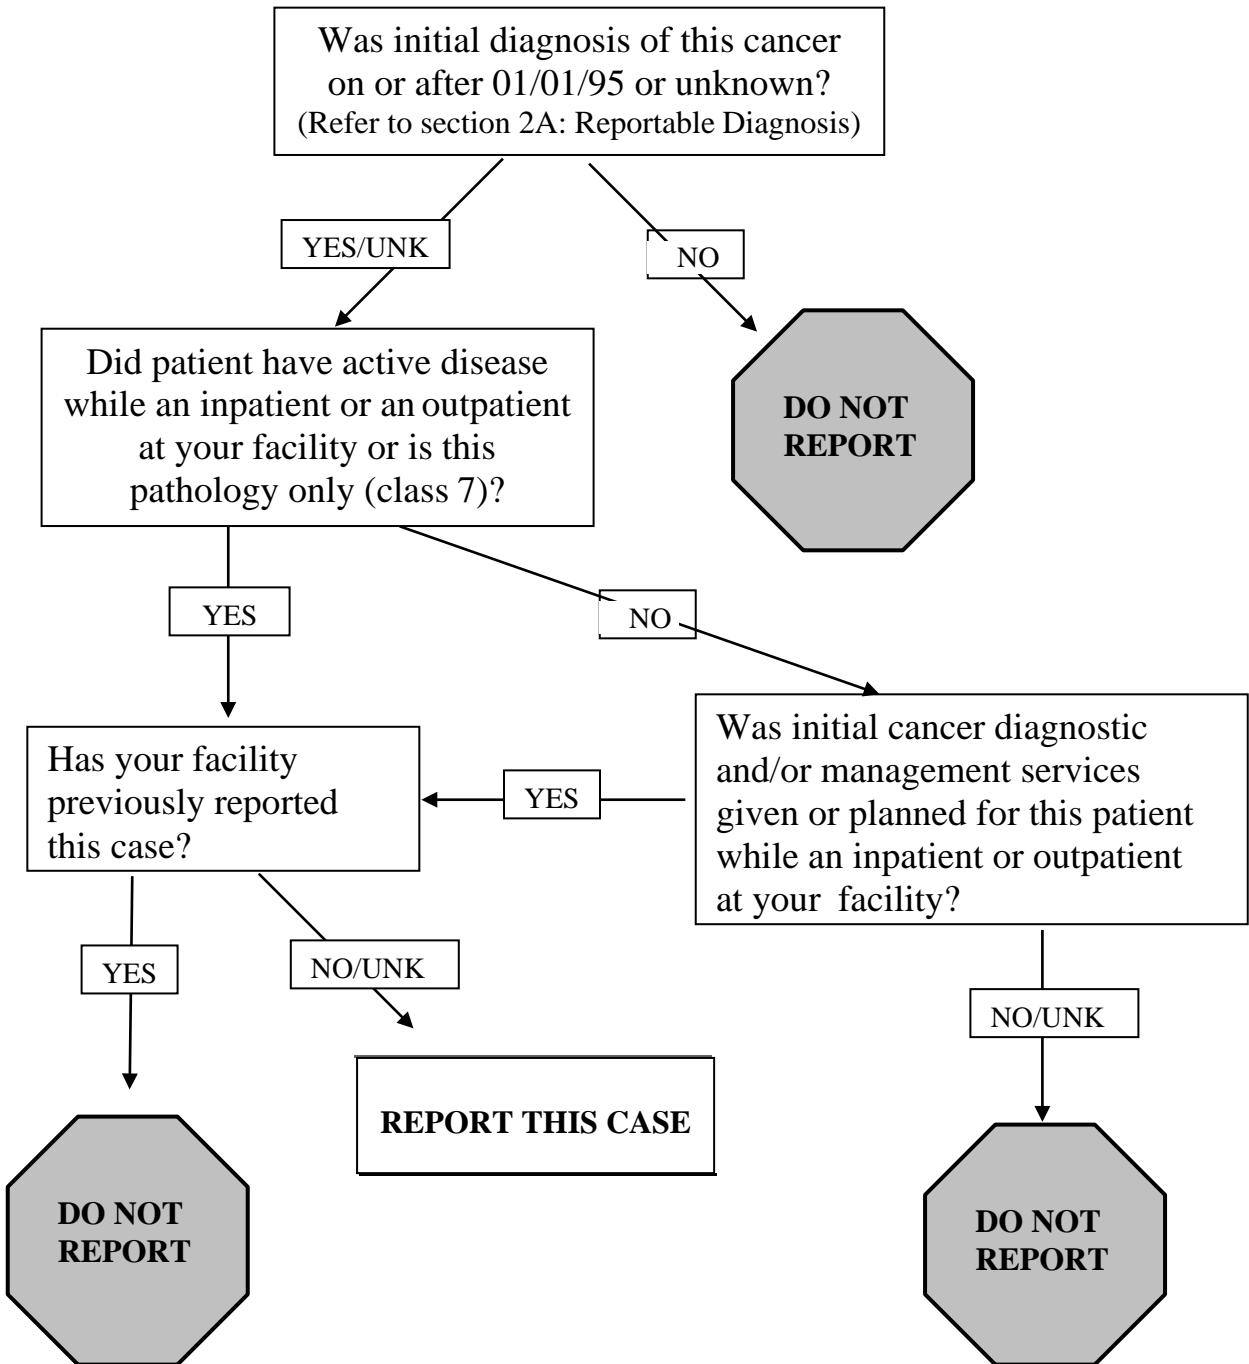 Was initial diagnosis of this cancer
on or after 01/01/95 or unknown?
(Refer to section 2A: Reportable Diagnosis)
YES/UNK
NO
Did patient have active disease
while an inpatient or an outpatient
at your facility or is this
pathology only (class 7)?
DO NOT
REPORT
YES
NO
Has your facility
previously reported
this case?
YES
Was initial cancer diagnostic
and/or management services
given or planned for this patient
while an inpatient or outpatient
at your facility?
YES
NO/UNK
NO/UNK
REPORT THIS CASE
DO NOT
REPORT
DO NOT
REPORT